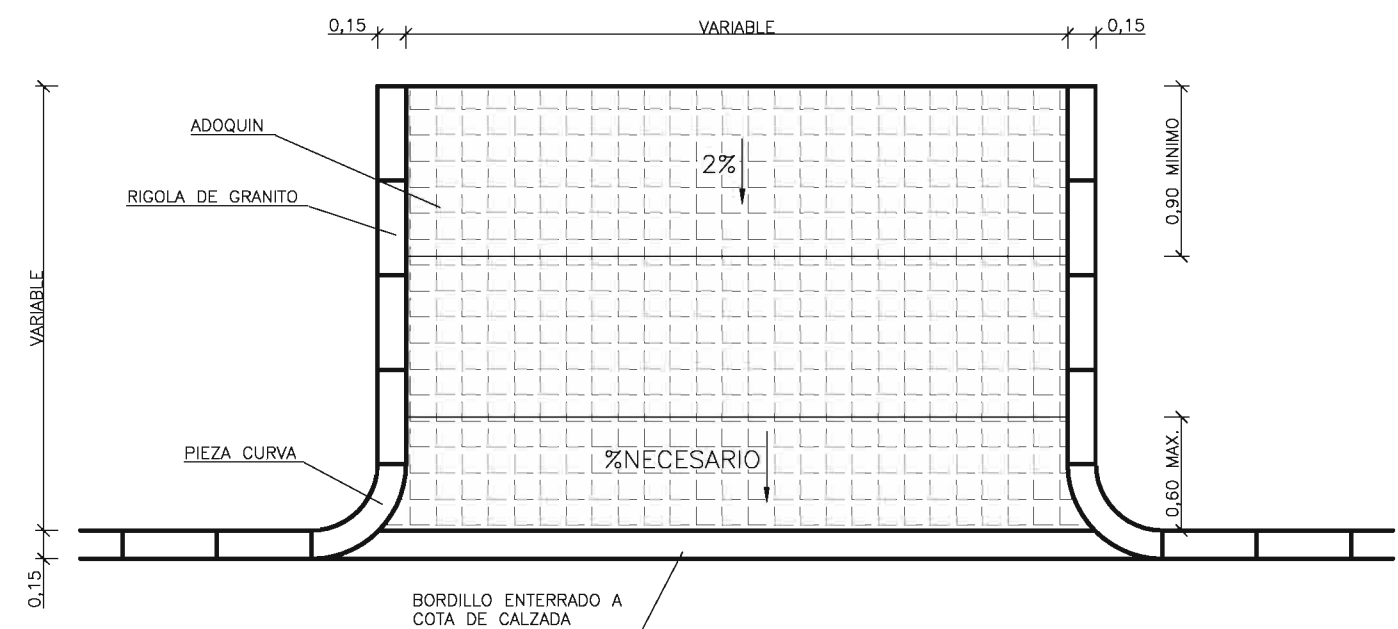 0,15
VARIABLE
0,15
ADOQUIN
2%
0,90 MINIMO
RIGOLA DE GRANITO
VARIABLE
PIEZA CURVA
%NECESARIO
0,60 MAX.
0,15
BORDILLO ENTERRADO A
COTA DE CALZADA